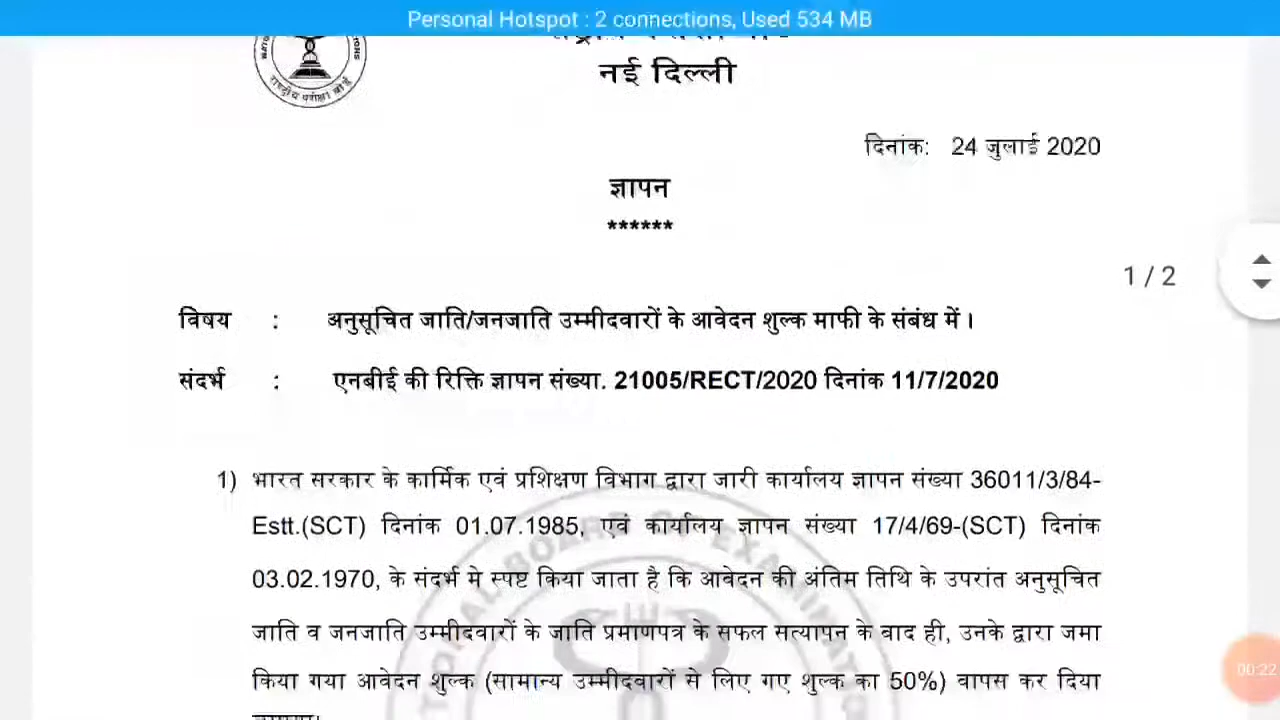 Personal Hotspot : 2 connections, Used 534 MB
नई दिल्ली
दिनांक: 24 जुलाई 2020
ज्ञापन
******
1 / 2
विषय : अनुसूचित जाति/जनजाति उम्मीदवारों के आवेदन शुल्क माफी के संबंध में।
संदर्भ : एनबीई की रिक्ति ज्ञापन संख्या. 21005/RECT/2020 दिनांक 11/7/2020
1) भारत सरकार के कार्मिक एवं प्रशिक्षण विभाग द्वारा जारी कार्यालय ज्ञापन संख्या 36011/3/84-
Estt.(SCT) दिनांक 01.07.1985, एवं कार्यालय ज्ञापन संख्या 17/4/69-(SCT) दिनांक
03.02.1970, के संदर्भ मे स्पष्ट किया जाता है कि आवेदन की अंतिम तिथि के उपरांत अनुसूचित
जाति व जनजाति उम्मीदवारों के जाति प्रमाणपत्र के सफल सत्यापन के बाद ही, उनके द्वारा जमा
किया गया आवेदन शुल्क (सामान्य उम्मीदवारों से लिए गए शुल्क का 50%) वापस कर दिया
00:22